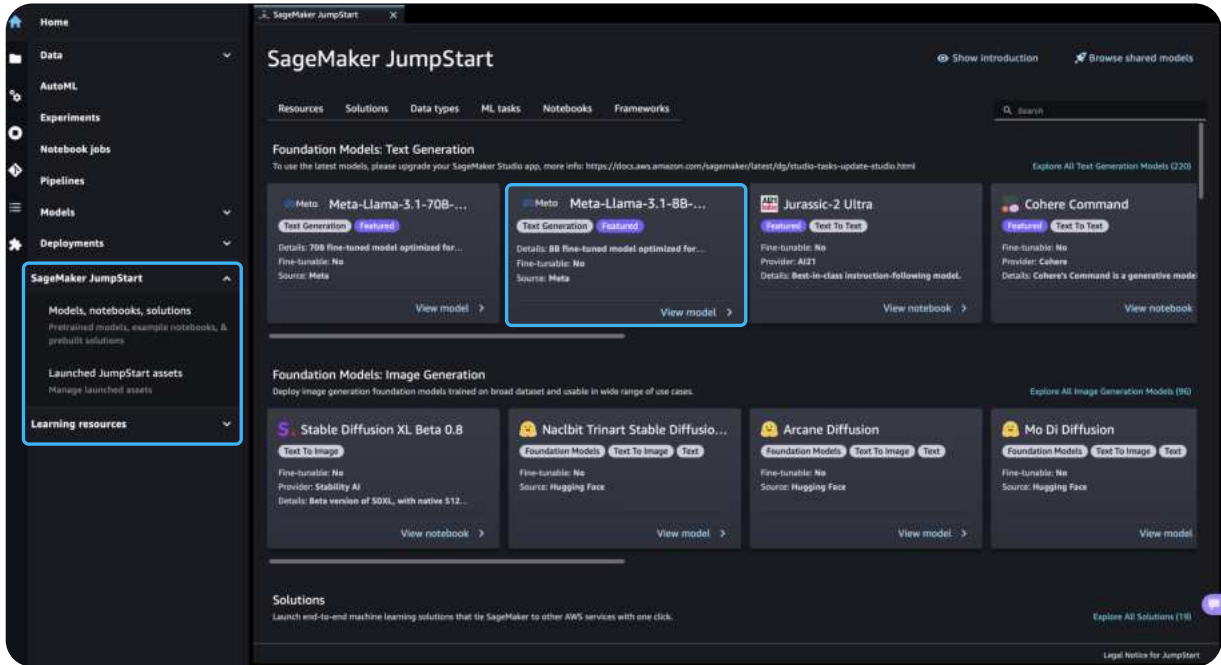 Home
Data
AutoML
Experiments
Notebook jobs
Pipelines
Models
Deployments
SageMaker JumpStart
Models, notebooks, solutions
Pretrained models, example notebooks, &
prebuilt solutions
Launched JumpStart assets
Manage launched assets
Learning resources
SageMaker JumpStart X
SageMaker JumpStart
Show introduction
Browse shared models
Resources Solutions Data types ML tasks Notebooks Frameworks
Search
Foundation Models: Text Generation
To use the latest models, please upgrade your SageMaker Studio app, more info: https://docs.aws.amazon.com/sagemaker/latest/dg/studio-tasks-update-studio.html
Explore All Text Generation Models (220)
Meta Meta-Llama-3.1-70B-...
Text Generation Featured
Details: 70B fine-tuned model optimized for...
Fine-tunable: No
Source: Meta
View model >
Meta Meta-Llama-3.1-8B-...
Text Generation Featured
Details: 8B fine-tuned model optimized for...
Fine-tunable: No
Source: Meta
View model >
AI21 labs Jurassic-2 Ultra
Featured Text To Text
Fine-tunable: No
Provider: AI21
Details: Best-in-class instruction-following model.
View notebook >
Cohere Command
Featured Text To Text
Fine-tunable: No
Provider: Cohere
Details: Cohere's Command is a generative mode
View notebook
Foundation Models: Image Generation
Deploy image generation foundation models trained on broad dataset and usable in wide range of use cases.
Explore All Image Generation Models (96)
S. Stable Diffusion XL Beta 0.8
Text To Image
Fine-tunable: No
Provider: Stability AI
Details: Beta version of SDXL, with native 512...
View notebook >
Naclbit Trinart Stable Diffusio...
Foundation Models Text To Image Text
Fine-tunable: No
Source: Hugging Face
View model >
Arcane Diffusion
Foundation Models Text To Image Text
Fine-tunable: No
Source: Hugging Face
View model >
Mo Di Diffusion
Foundation Models Text To Image Text
Fine-tunable: No
Source: Hugging Face
View model
Solutions
Launch end-to-end machine learning solutions that tie SageMaker to other AWS services with one click.
Explore All Solutions (19)
Legal Notice for JumpStart